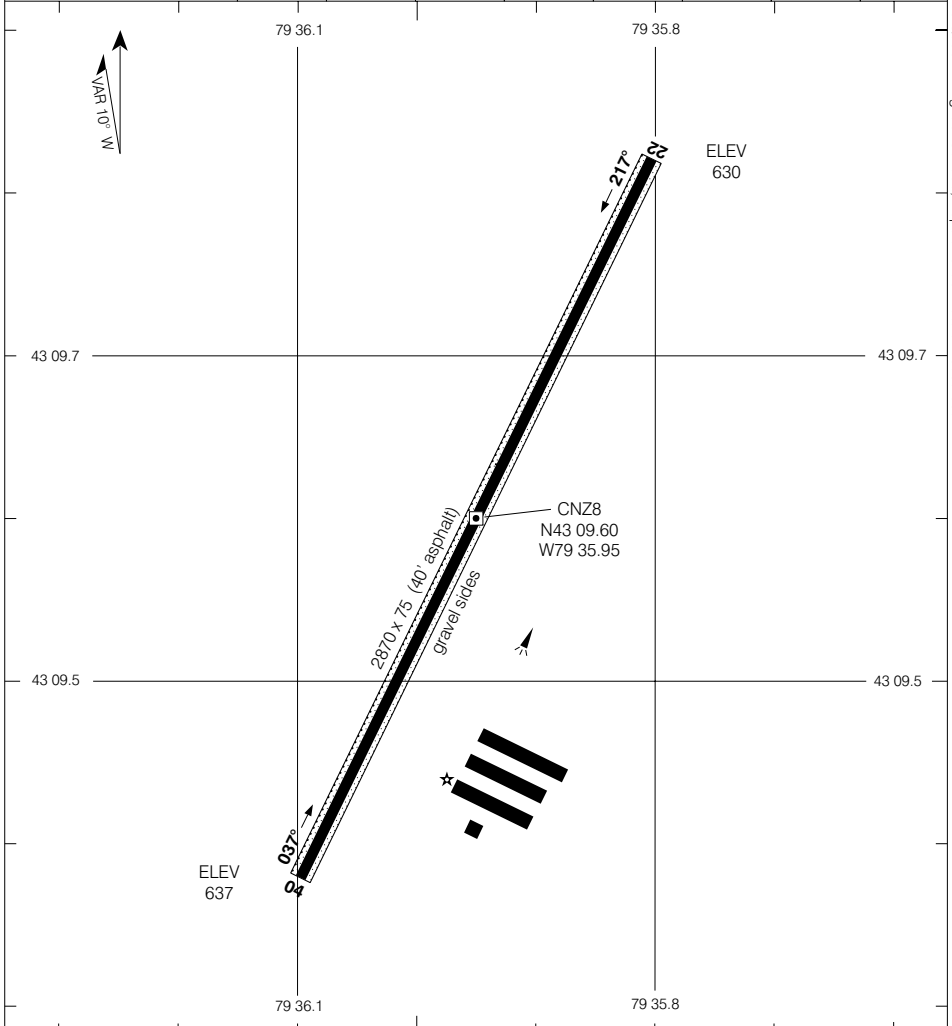 79 36.1
79 35.8
VAR 10° W
22
217°
ELEV
630
43 09.7
43 09.7
CNZ8
N43 09.60
W79 35.95
2870 x 75 (40' asphalt)
gravel sides
43 09.5
43 09.5
037°
04
ELEV
637
79 36.1
79 35.8